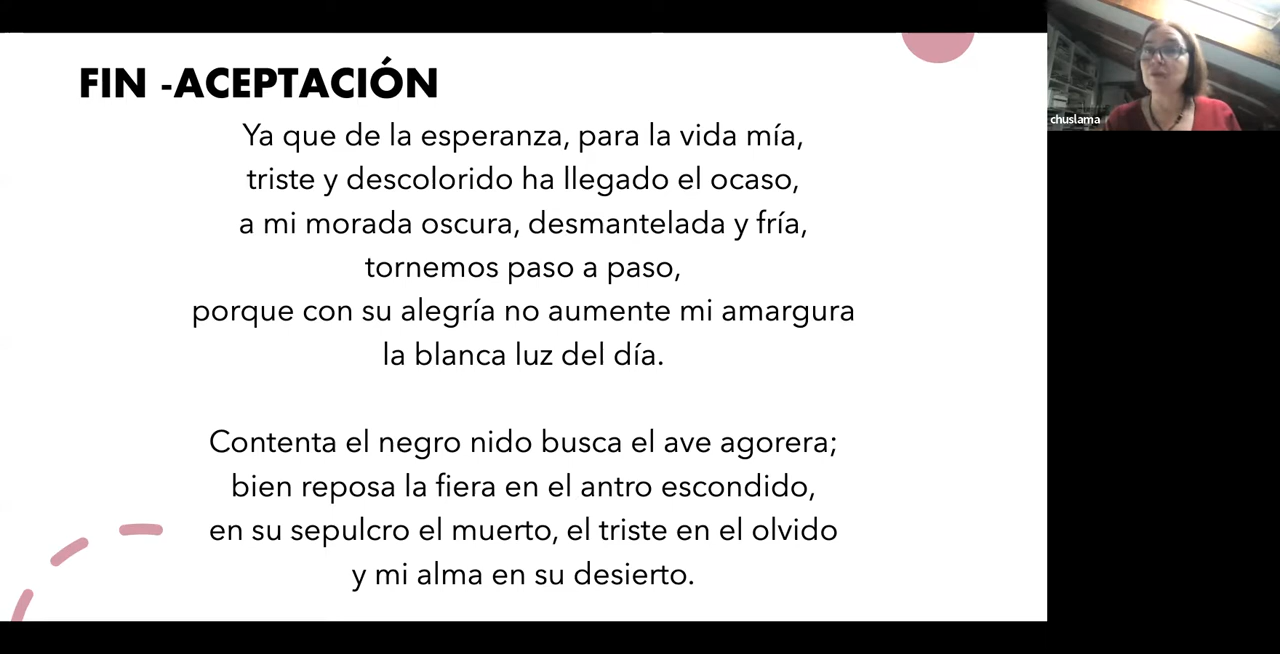 FIN -ACEPTACIÓN
Ya que de la esperanza, para la vida mía,
triste y descolorido ha llegado el ocaso,
a mi morada oscura, desmantelada y fría,
tornemos paso a paso,
porque con su alegría no aumente mi amargura
la blanca luz del día.
Contenta el negro nido busca el ave agorera;
bien reposa la fiera en el antro escondido,
en su sepulcro el muerto, el triste en el olvido
y mi alma en su desierto.
chuslama